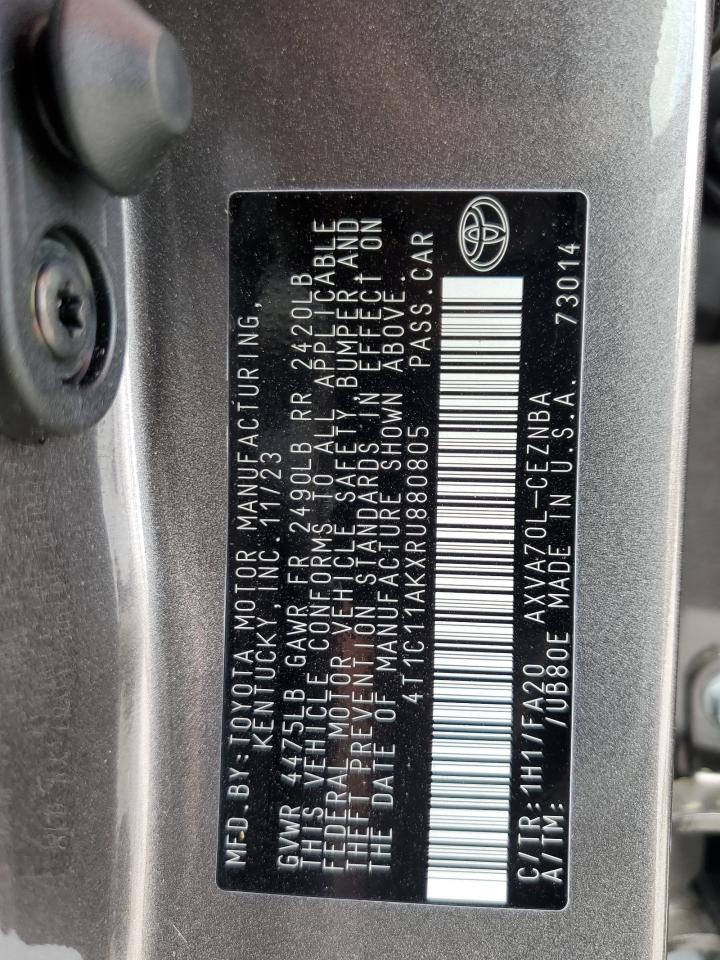 MFD.BY:TOYOTA MOTOR MANUFACTURING,
KENTUCKY, INC. 11/23
GVWR 4475LB GAWR FR 2490LB RR 2420LB
THIS VEHICLE CONFORMS TO ALL APPLICABLE
FEDERAL MOTOR VEHICLE SAFETY, BUMPER, AND
THEFT PREVENTION STANDARDS IN EFFECT ON
THE DATE OF MANUFACTURE SHOWN ABOVE.
4T1C11AKXRU880805 PASS.CAR
C/TR:1H17/FA20 AXVA70L-CEZNBA
A/TM: /UB80E MADE IN U.S.A. 73014